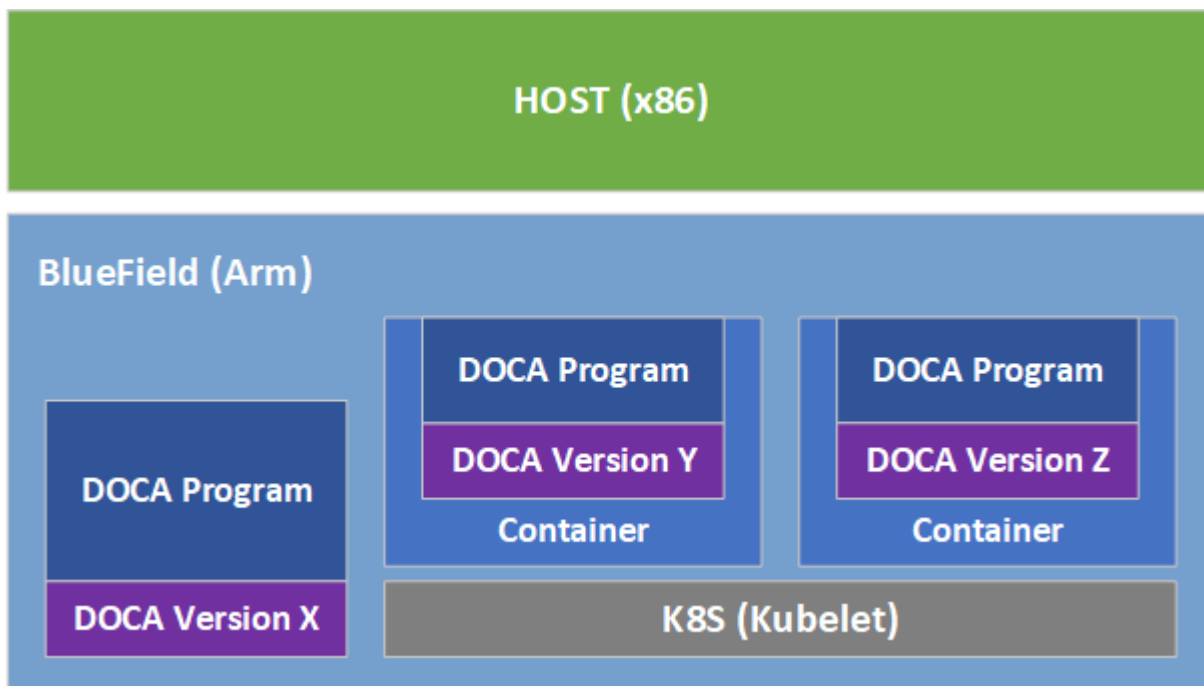 HOST (x86)
BlueField (Arm)
DOCA Program
DOCA Version X
DOCA Program
DOCA Version Y
Container
DOCA Program
DOCA Version Z
Container
K8S (Kubelet)